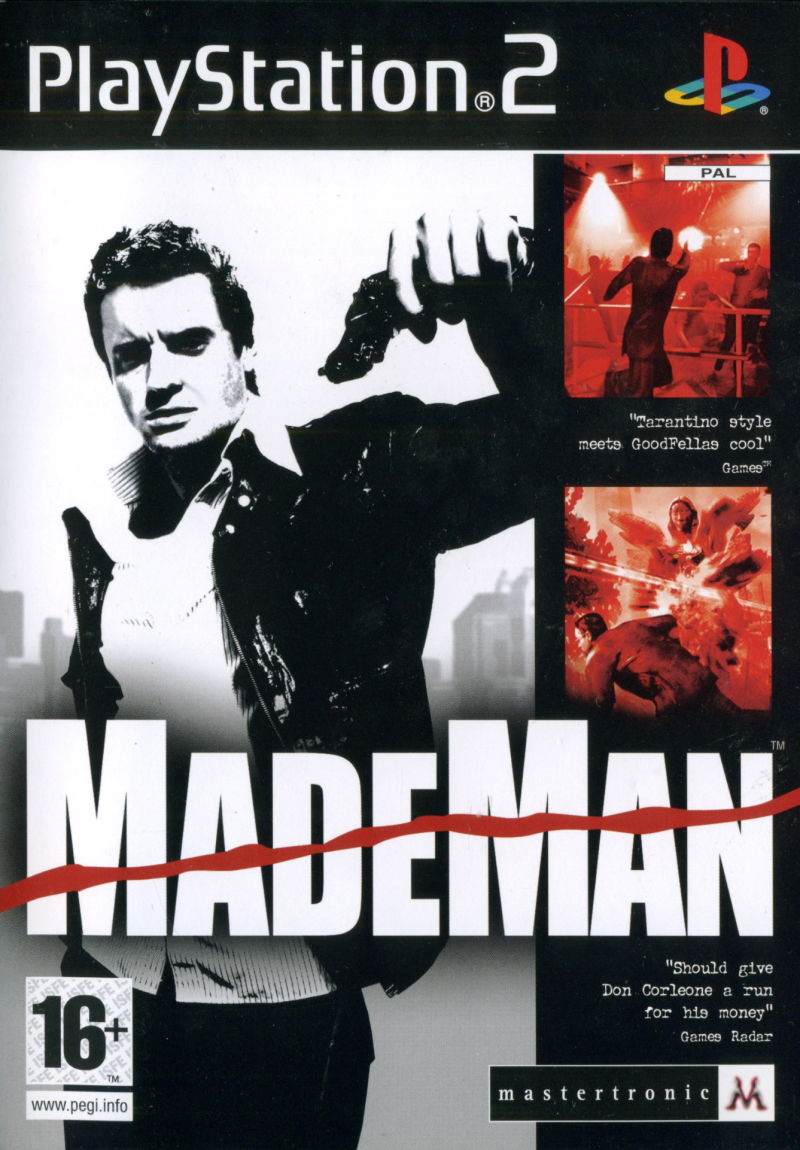 PlayStation®2
PAL
"Tarantino style
meets GoodFellas cool"
Games™
MADEMAN™
"Should give
Don Corleone a run
for his money"
Games Radar
16+
™
www.pegi.info
mastertronic